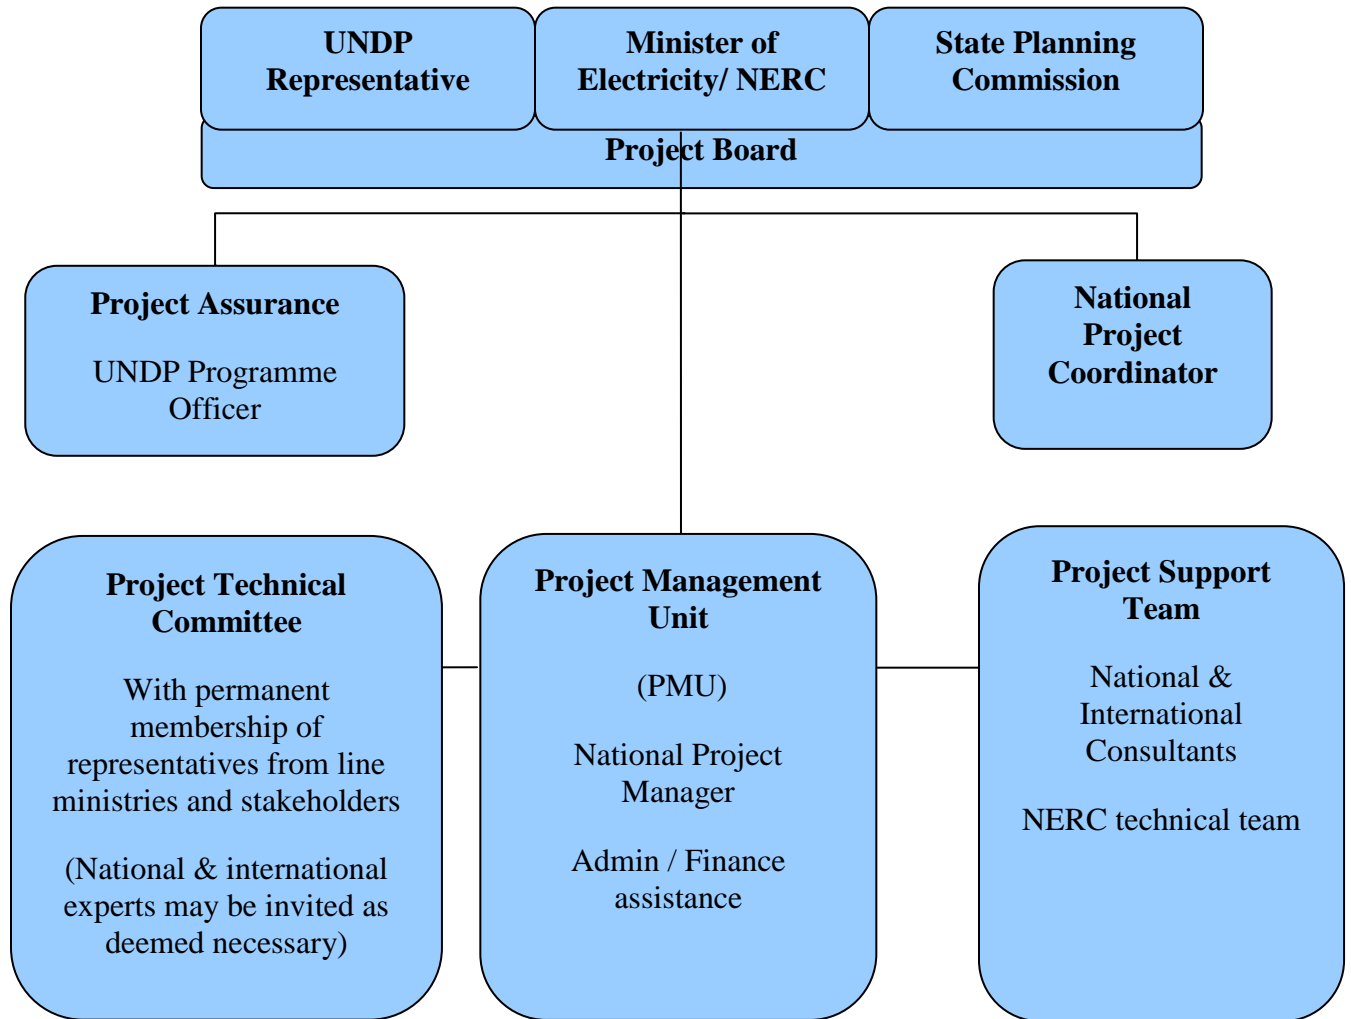 UNDP
Representative
Minister of
Electricity/ NERC
State Planning
Commission
Project Board
Project Assurance
UNDP Programme
Officer
National
Project
Coordinator
Project Technical
Committee
With permanent
membership of
representatives from line
ministries and stakeholders
(National & international
experts may be invited as
deemed necessary)
Project Management
Unit
(PMU)
National Project
Manager
Admin / Finance
assistance
Project Support
Team
National &
International
Consultants
NERC technical team